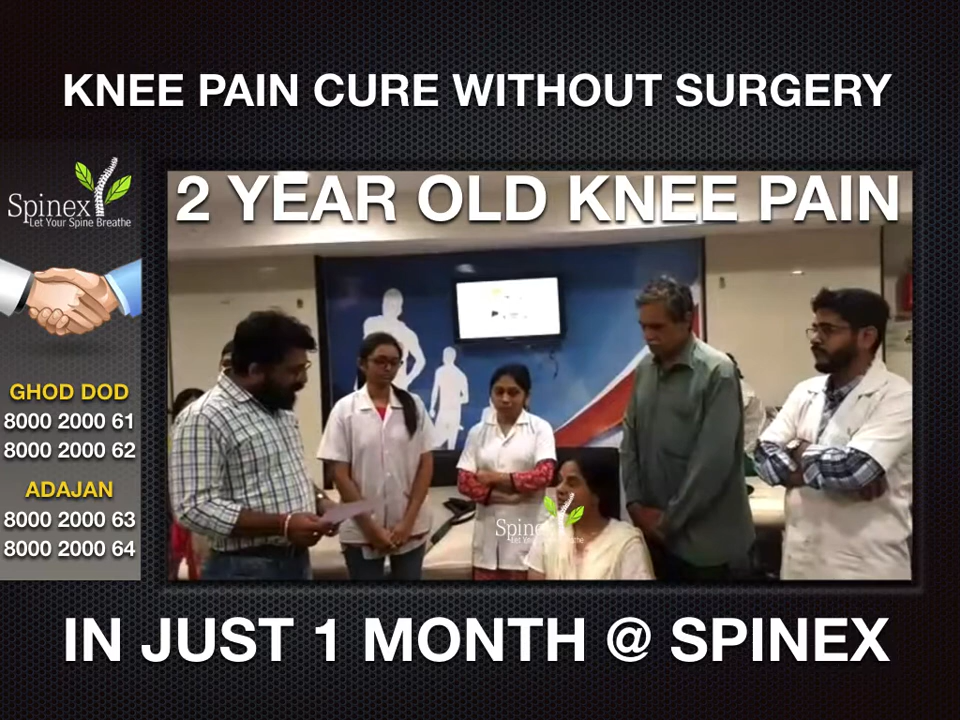 KNEE PAIN CURE WITHOUT SURGERY
2 YEAR OLD KNEE PAIN
Spinex
Let Your Spine Breathe
GHOD DOD
8000 2000 61
8000 2000 62
ADAJAN
8000 2000 63
8000 2000 64
Spinex
Let Your Spine Breathe
IN JUST 1 MONTH @ SPINEX